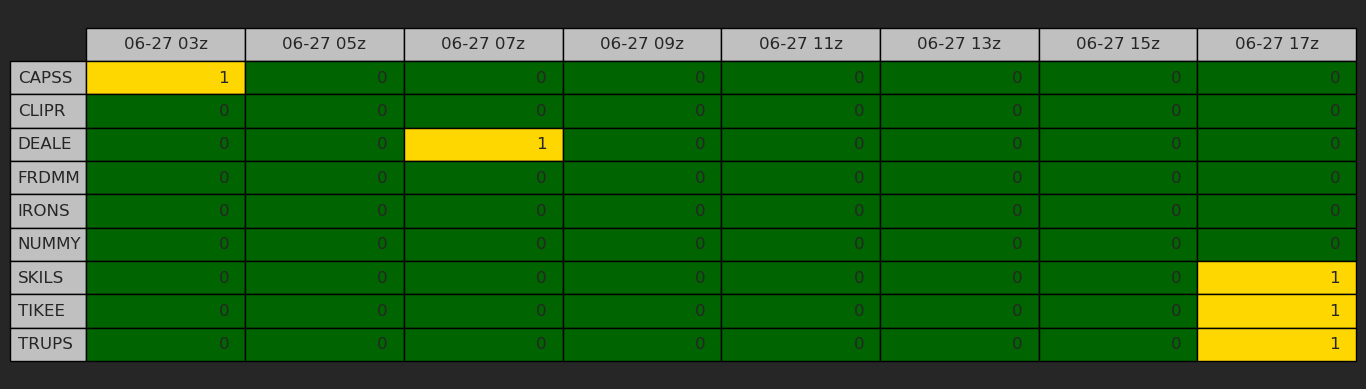 06-27 03z 06-27 05z 06-27 07z 06-27 09z 06-27 11z 06-27 13z 06-27 15z 06-27 17z
CAPSS 1 0 0 0 0 0 0 0
CLIPR 0 0 0 0 0 0 0 0
DEALE 0 0 1 0 0 0 0 0
FRDMM 0 0 0 0 0 0 0 0
IRONS 0 0 0 0 0 0 0 0
NUMMY 0 0 0 0 0 0 0 0
SKILS 0 0 0 0 0 0 0 1
TIKEE 0 0 0 0 0 0 0 1
TRUPS 0 0 0 0 0 0 0 1